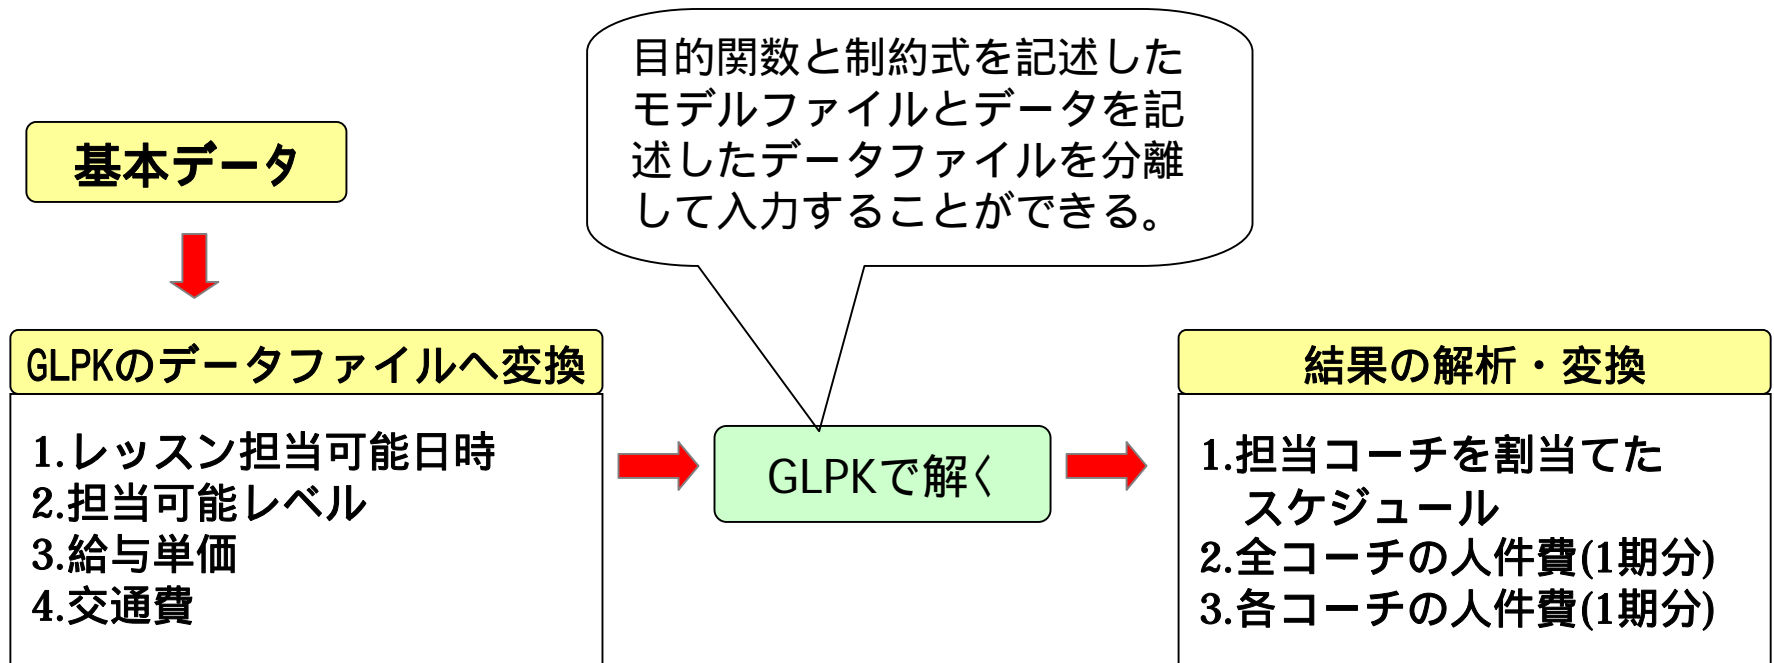 目的関数と制約式を記述した
モデルファイルとデータを記
述したデータファイルを分離
して入力することができる。
基本データ
GLPKのデータファイルへ変換
1.レッスン担当可能日時
2.担当可能レベル
3.給与単価
4.交通費
GLPKで解く
結果の解析・変換
1.担当コーチを割当てた
スケジュール
2.全コーチの人件費(1期分)
3.各コーチの人件費(1期分)